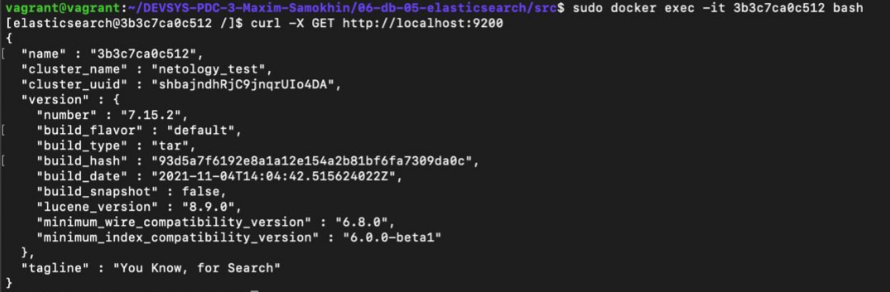 vagrant@vagrant:~/DEVSYS-PDC-3-Maxim-Samokhin/06-db-05-elasticsearch/src$ sudo docker exec -it 3b3c7ca0c512 bash
[elasticsearch@3b3c7ca0c512 /]$ curl -X GET http://localhost:9200
{
  "name" : "3b3c7ca0c512",
  "cluster_name" : "netology_test",
  "cluster_uuid" : "shbajndhRjC9jnqrUIo4DA",
  "version" : {
    "number" : "7.15.2",
    "build_flavor" : "default",
    "build_type" : "tar",
    "build_hash" : "93d5a7f6192e8a1a12e154a2b81bf6fa7309da0c",
    "build_date" : "2021-11-04T14:04:42.515624022Z",
    "build_snapshot" : false,
    "lucene_version" : "8.9.0",
    "minimum_wire_compatibility_version" : "6.8.0",
    "minimum_index_compatibility_version" : "6.0.0-beta1"
  },
  "tagline" : "You Know, for Search"
}